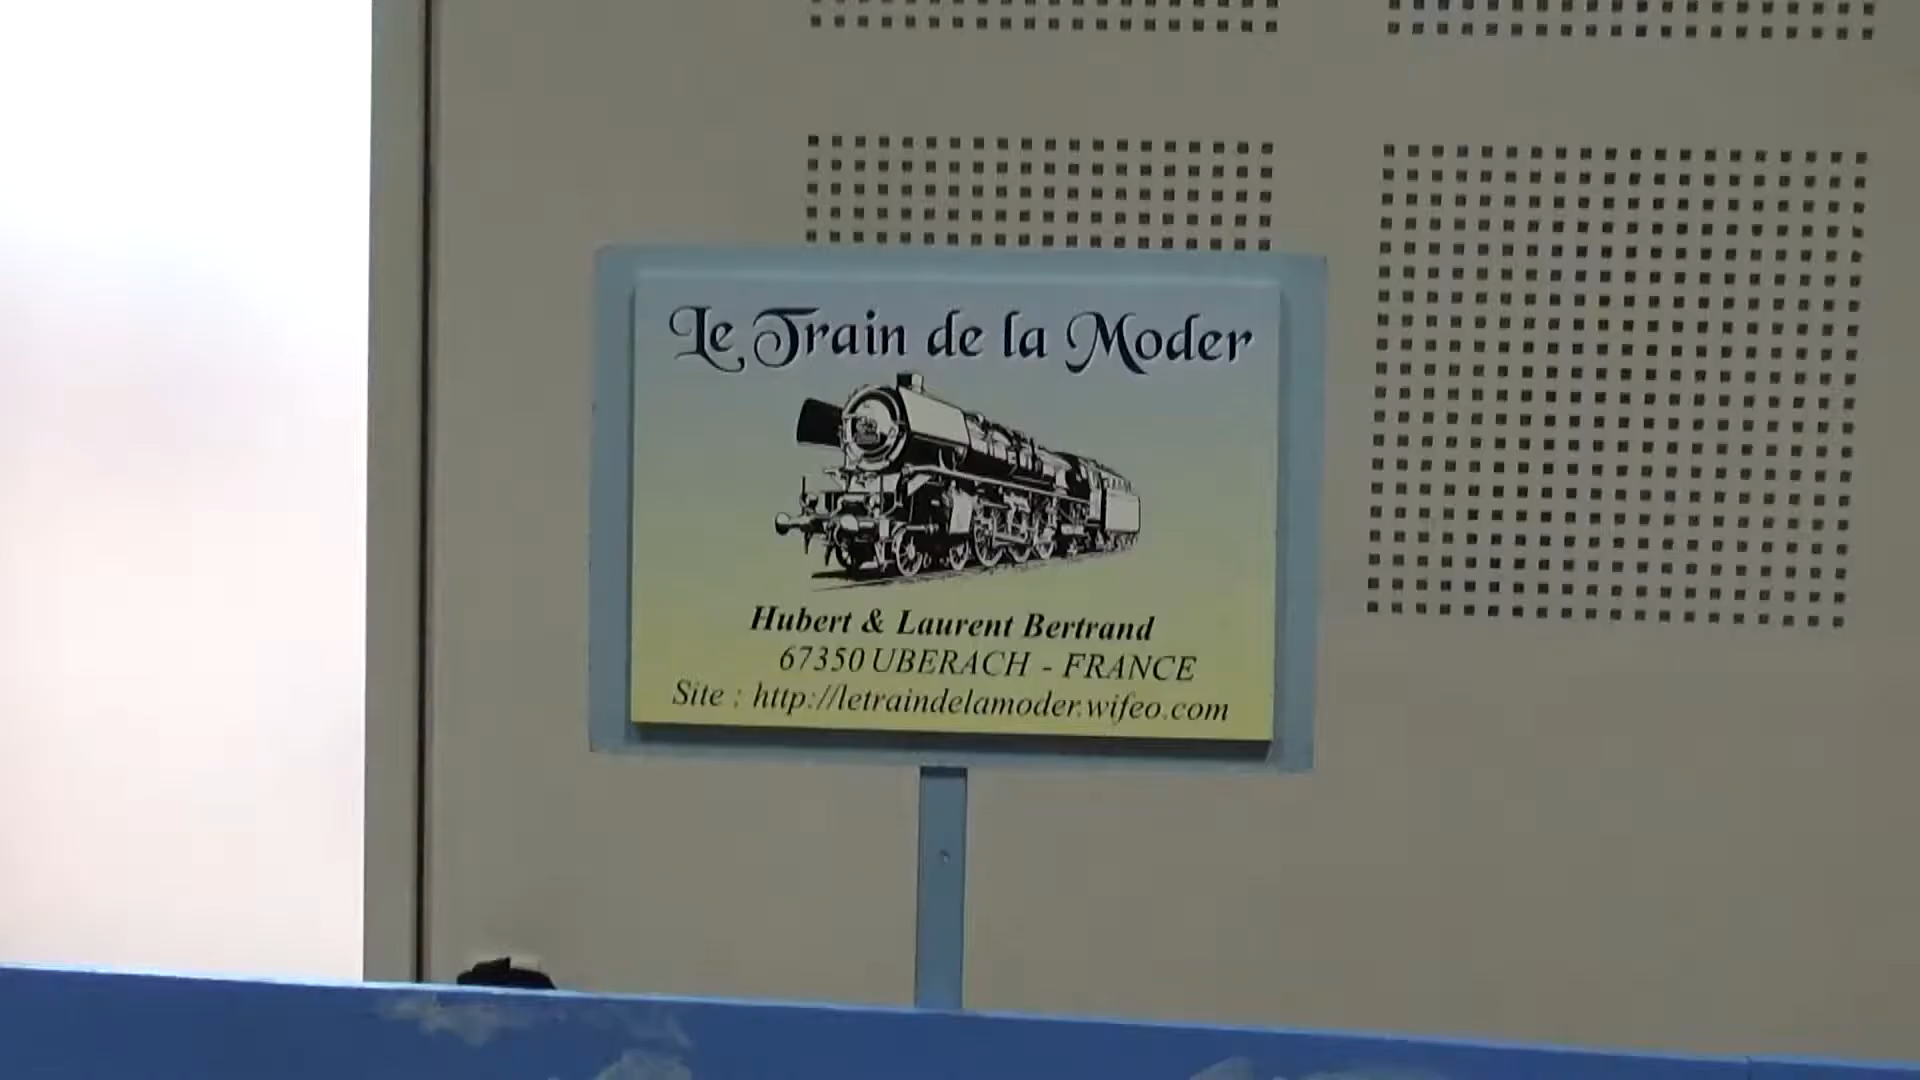 Le Train de la Moder
Hubert & Laurent Bertrand
67350 UBERACH - FRANCE
Site : http://letraindelamoder.wifeo.com